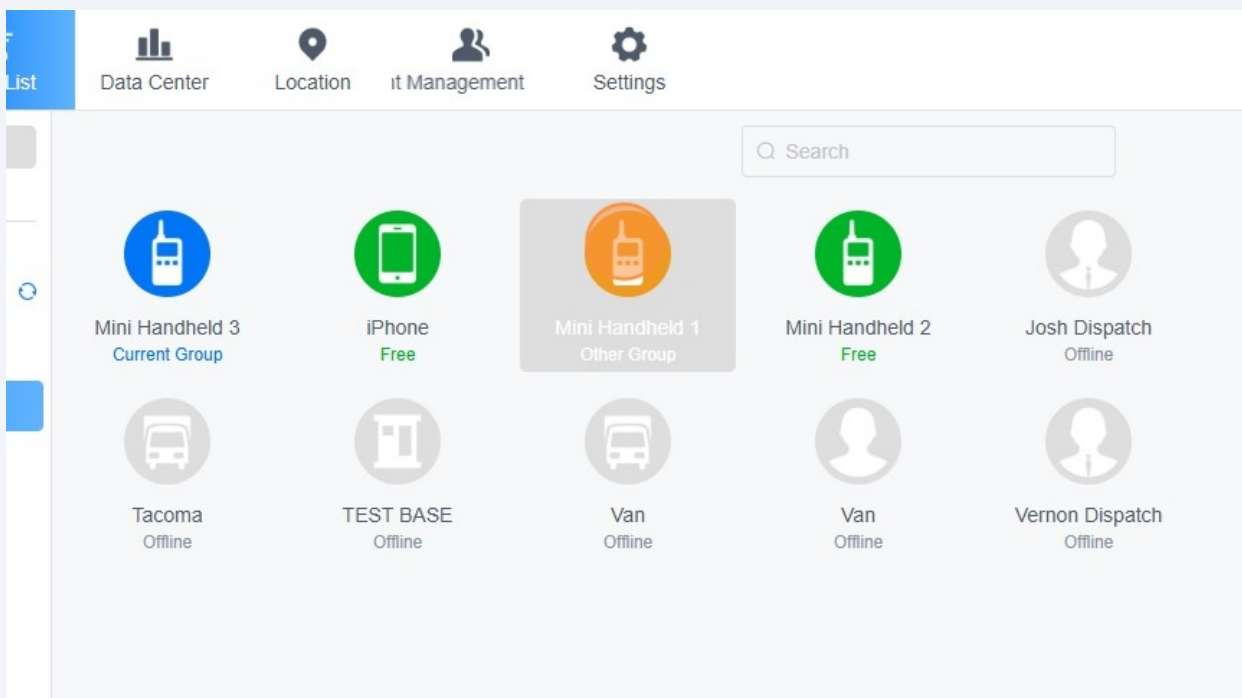 List
Data Center
Location
t Management
Settings
Search
Mini Handheld 3
Current Group
iPhone
Free
Mini Handheld 1
Other Group
Mini Handheld 2
Free
Josh Dispatch
Offline
Tacoma
Offline
TEST BASE
Offline
Van
Offline
Van
Offline
Vernon Dispatch
Offline